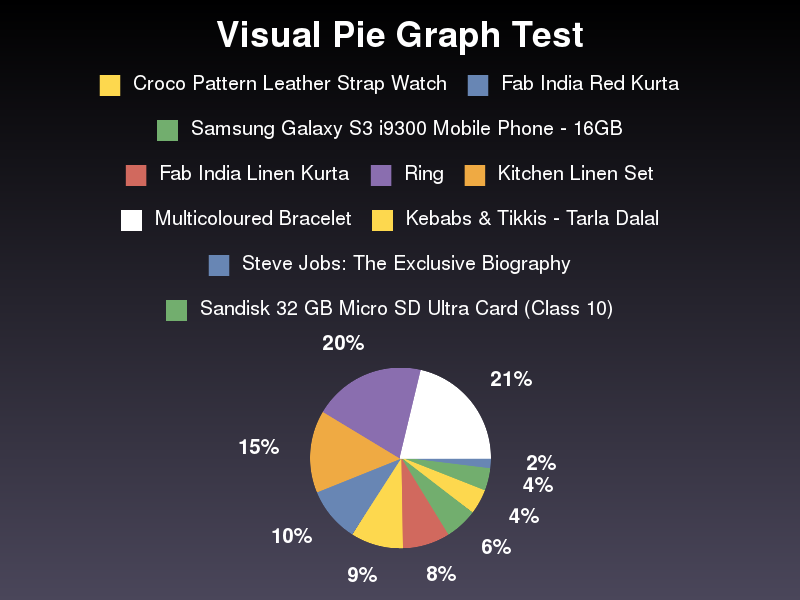 Visual Pie Graph Test
Croco Pattern Leather Strap Watch Fab India Red Kurta
Samsung Galaxy S3 i9300 Mobile Phone - 16GB
Fab India Linen Kurta Ring Kitchen Linen Set
Multicoloured Bracelet Kebabs & Tikkis - Tarla Dalal
Steve Jobs: The Exclusive Biography
Sandisk 32 GB Micro SD Ultra Card (Class 10)
20%
21%
15%
2%
4%
4%
10%
6%
9%
8%